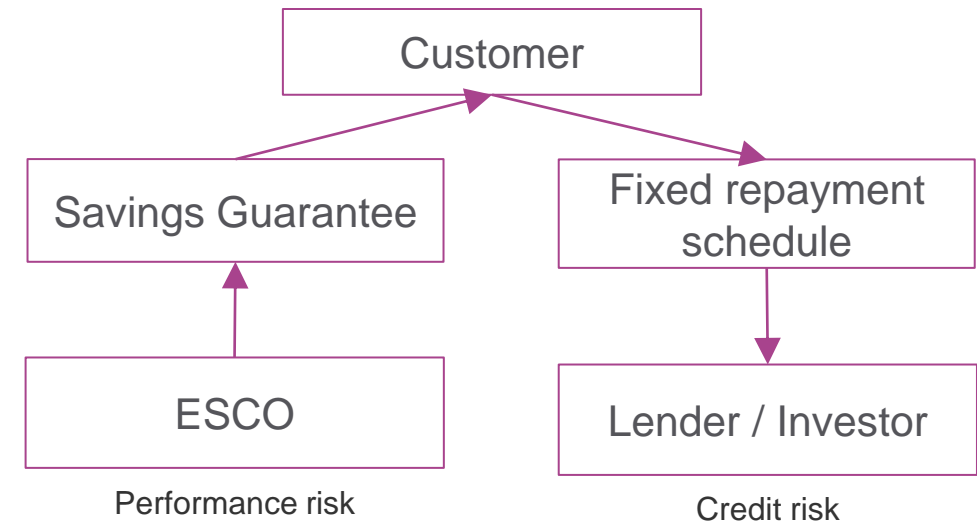 Customer
Savings Guarantee
Fixed repayment
schedule
ESCO
Lender / Investor
Performance risk
Credit risk